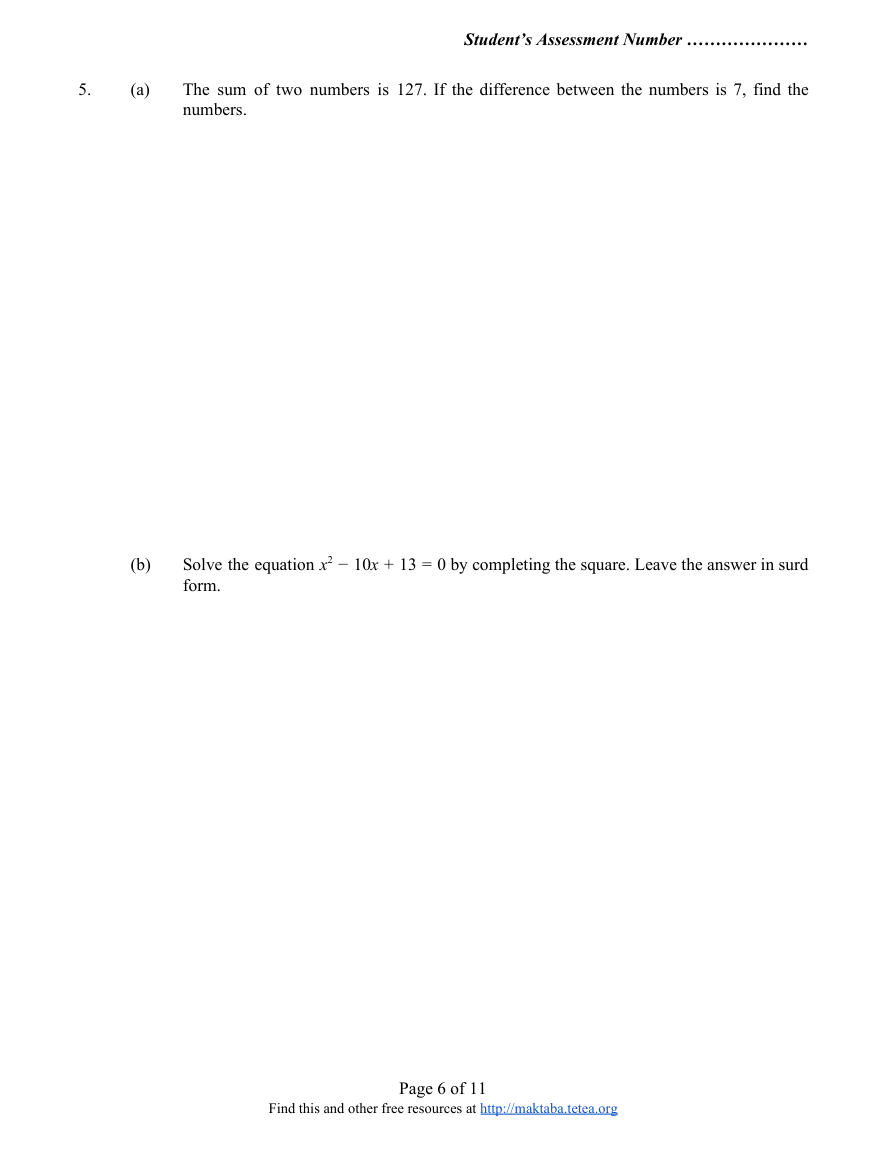 Student’s Assessment Number …………………
5. (a) The sum of two numbers is 127. If the difference between the numbers is 7, find the
numbers.
(b) Solve the equation x² − 10x + 13 = 0 by completing the square. Leave the answer in surd
form.
Page 6 of 11
Find this and other free resources at http://maktaba.tetea.org